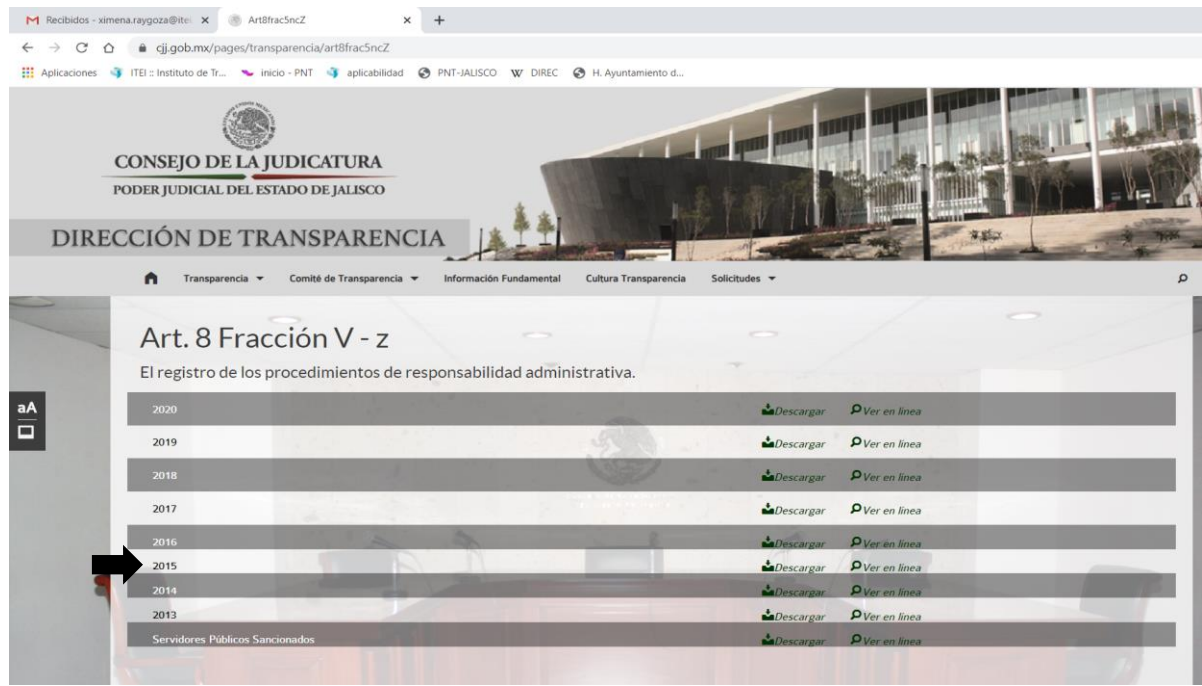 Recibidos - ximena.raygoza@itei
Art8frac5ncZ
cjj.gob.mx/pages/transparencia/art8frac5ncZ
Aplicaciones ITEI :: Instituto de Tr... inicio - PNT aplicabilidad PNT-JALISCO W DIREC H. Ayuntamiento d...
CONSEJO DE LA JUDICATURA
PODER JUDICIAL DEL ESTADO DE JALISCO
DIRECCIÓN DE TRANSPARENCIA
Transparencia Comité de Transparencia Información Fundamental Cultura Transparencia Solicitudes
Art. 8 Fracción V - z
El registro de los procedimientos de responsabilidad administrativa.
aA
2020 Descargar Ver en línea
2019 Descargar Ver en línea
2018 Descargar Ver en línea
2017 Descargar Ver en línea
2016 Descargar Ver en línea
2015 Descargar Ver en línea
2014 Descargar Ver en línea
2013 Descargar Ver en línea
Servidores Públicos Sancionados Descargar Ver en línea